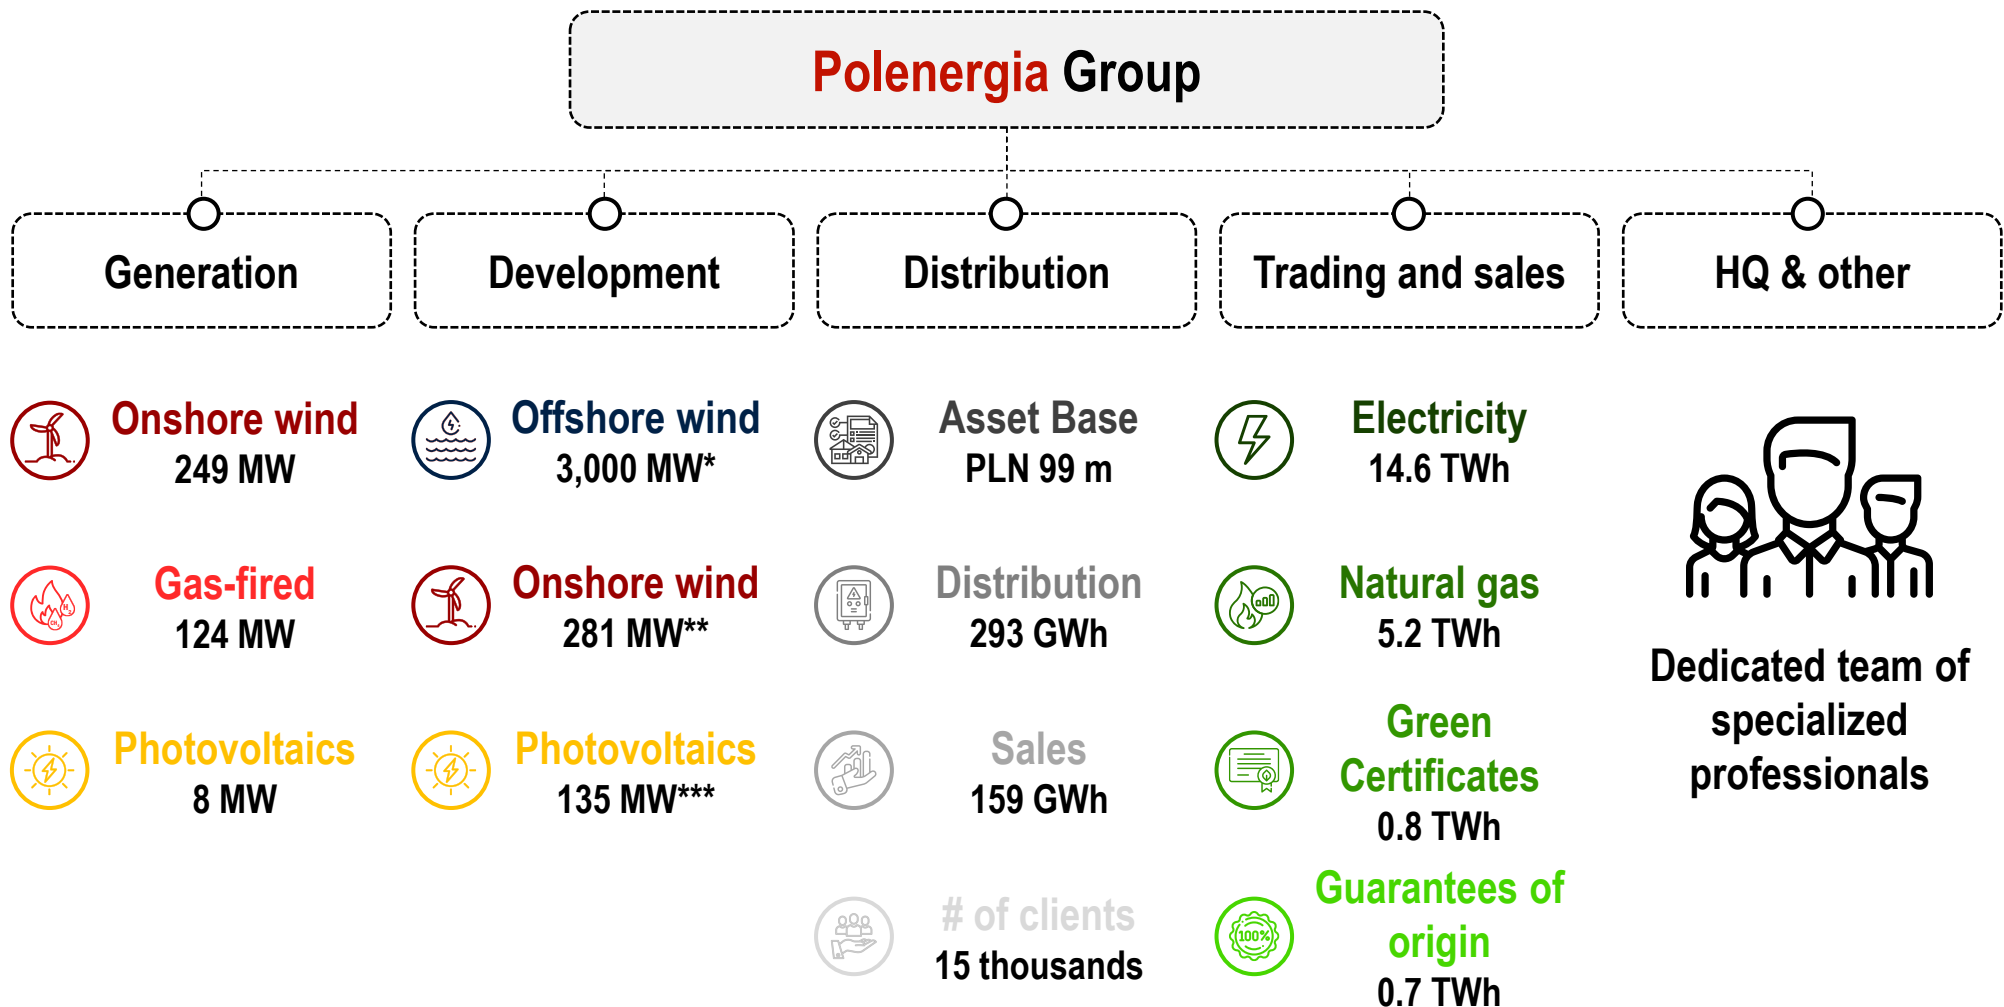 Polenergia Group
Generation
Development
Distribution
Trading and sales
HQ & other
Onshore wind
249 MW
Gas-fired
124 MW
Photovoltaics
8 MW
Offshore wind
3,000 MW*
Onshore wind
281 MW**
Photovoltaics
135 MW***
Asset Base
PLN 99 m
Distribution
293 GWh
Sales
159 GWh
# of clients
15 thousands
Electricity
14.6 TWh
Natural gas
5.2 TWh
Green
Certificates
0.8 TWh
100%
Guarantees of
origin
0.7 TWh
Dedicated team of
specialized
professionals